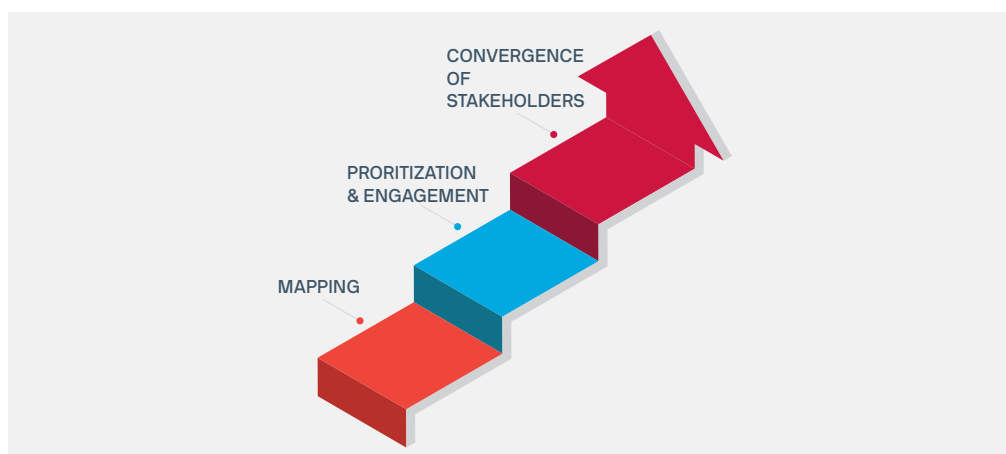 CONVERGENCE
OF
STAKEHOLDERS
PRORITIZATION
& ENGAGEMENT
MAPPING